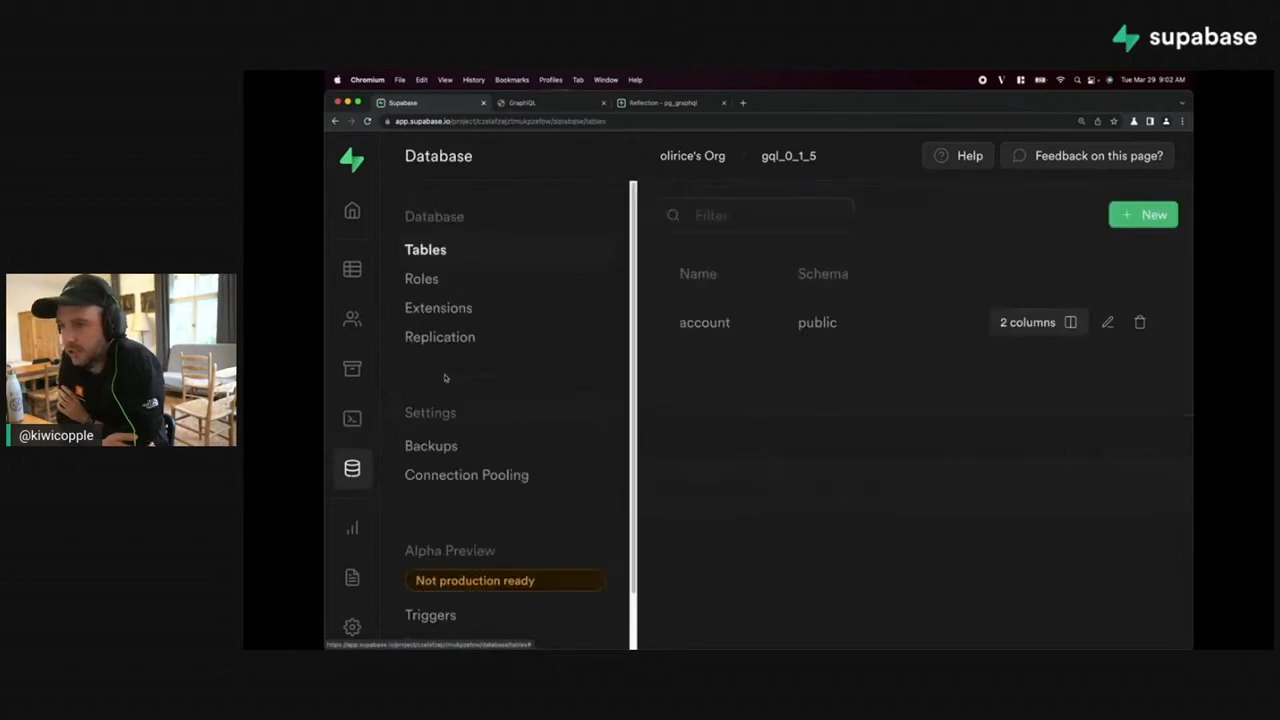 supabase
Chromium File Edit View History Bookmarks Profiles Tab Window Help Tue Mar 29 9:02 AM
Supabase GraphiQL Reflection - pg_graphql
Database olirice's Org / gql_0_1_5 Help Feedback on this page?
Database
Tables
Roles
Extensions
Replication
Settings
Backups
Connection Pooling
Alpha Preview
Not production ready
Triggers
Filter
+ New
Name Schema
account public 2 columns
@kiwicopple